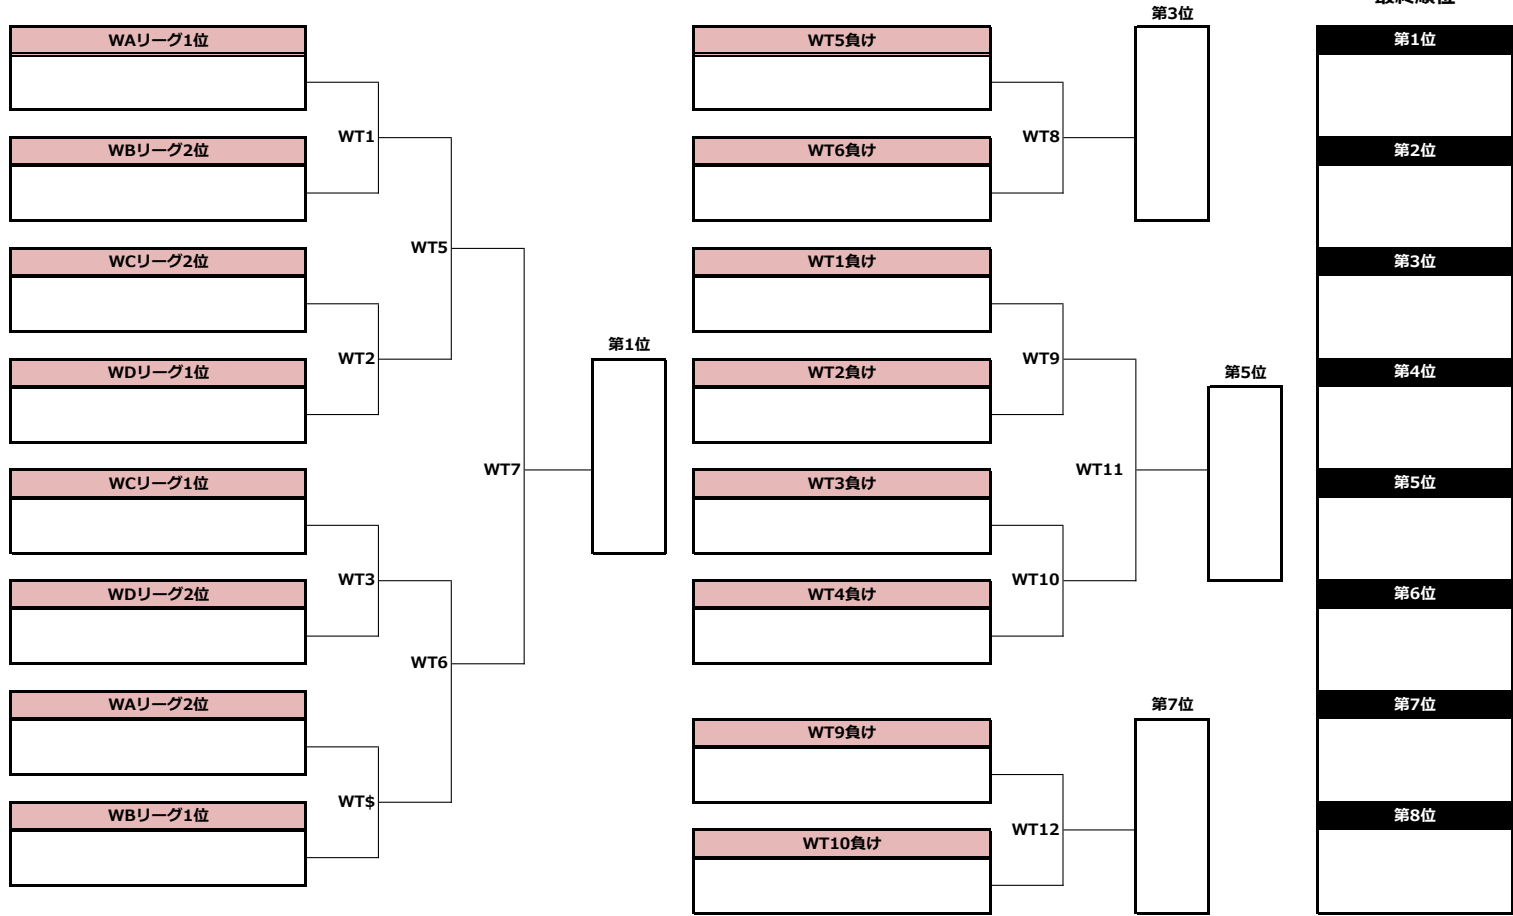 WAリーグ1位
WT1
WBリーグ2位
WT5
WCリーグ2位
WT2
WDリーグ1位
WT7
第1位
WCリーグ1位
WT3
WDリーグ2位
WT6
WAリーグ2位
WT$
WBリーグ1位
第3位
WT5負け
WT8
WT6負け
WT1負け
WT9
WT2負け
第5位
WT11
WT3負け
WT10
WT4負け
第7位
WT9負け
WT12
WT10負け
最終順位
第1位
第2位
第3位
第4位
第5位
第6位
第7位
第8位